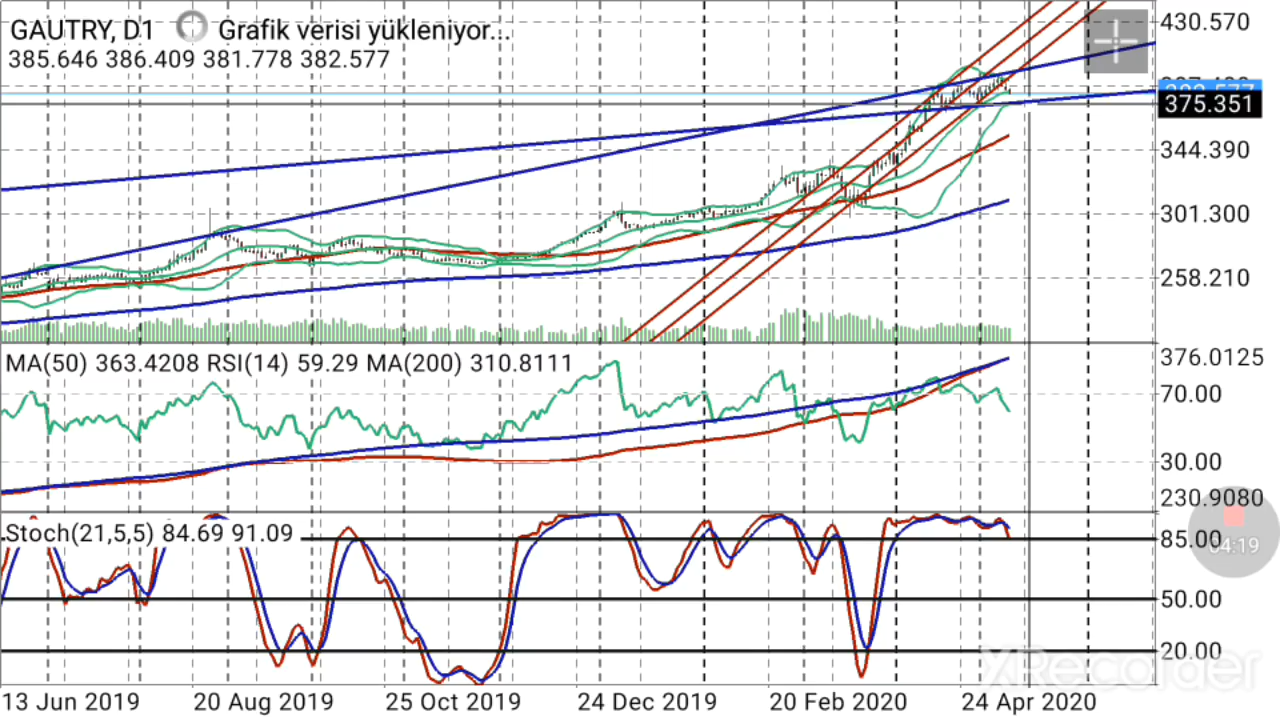 GAUTRY, D1 Grafik verisi yükleniyor...
385.646 386.409 381.778 382.577
430.570
382.577
375.351
344.390
301.300
258.210
MA(50) 363.4208 RSI(14) 59.29 MA(200) 310.8111
376.0125
70.00
30.00
230.9080
Stoch(21,5,5) 84.69 91.09
85.00
04:19
50.00
20.00
XRecorder
13 Jun 2019 20 Aug 2019 25 Oct 2019 24 Dec 2019 20 Feb 2020 24 Apr 2020